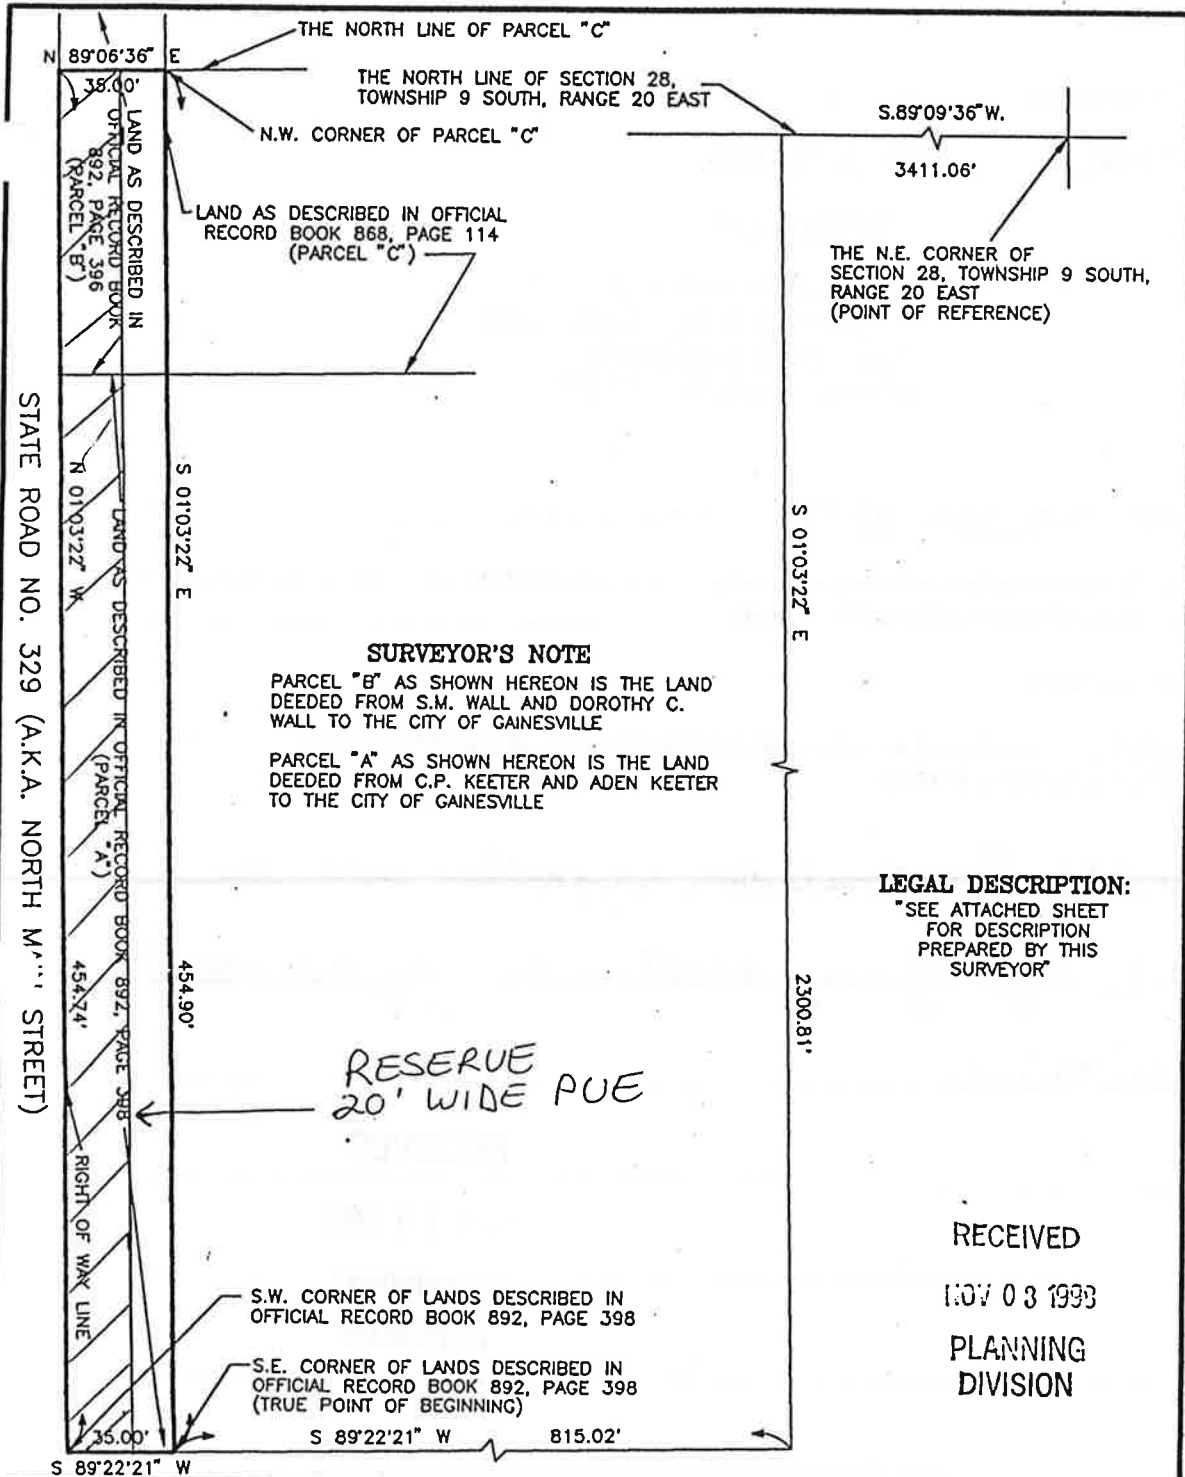 THE NORTH LINE OF PARCEL "C"
N 89°06'36" E
35.00'
THE NORTH LINE OF SECTION 28,
TOWNSHIP 9 SOUTH, RANGE 20 EAST
S.89°09'36"W.
3411.06'
N.W. CORNER OF PARCEL "C"
LAND AS DESCRIBED IN
OFFICIAL RECORD BOOK
892, PAGE 396
(PARCEL "B")
LAND AS DESCRIBED IN OFFICIAL
RECORD BOOK 868, PAGE 114
(PARCEL "C")
THE N.E. CORNER OF
SECTION 28, TOWNSHIP 9 SOUTH,
RANGE 20 EAST
(POINT OF REFERENCE)
STATE ROAD NO. 329 (A.K.A. NORTH STREET)
N 01°03'22" W
454.74'
LAND AS DESCRIBED IN OFFICIAL RECORD BOOK 892, PAGE 398
(PARCEL "A")
S 01°03'22" E
454.90'
S 01°03'22" E
2300.81'
SURVEYOR'S NOTE
PARCEL "B" AS SHOWN HEREON IS THE LAND
DEEDED FROM S.M. WALL AND DOROTHY C.
WALL TO THE CITY OF GAINESVILLE
PARCEL "A" AS SHOWN HEREON IS THE LAND
DEEDED FROM C.P. KEETER AND ADEN KEETER
TO THE CITY OF GAINESVILLE
LEGAL DESCRIPTION:
"SEE ATTACHED SHEET
FOR DESCRIPTION
PREPARED BY THIS
SURVEYOR"
RESERVE
20' WIDE PUE
RIGHT OF WAY LINE
RECEIVED
NOV 03 1998
PLANNING
DIVISION
S.W. CORNER OF LANDS DESCRIBED IN
OFFICIAL RECORD BOOK 892, PAGE 398
S.E. CORNER OF LANDS DESCRIBED IN
OFFICIAL RECORD BOOK 892, PAGE 398
(TRUE POINT OF BEGINNING)
35.00'
S 89°22'21" W 815.02'
S 89°22'21" W